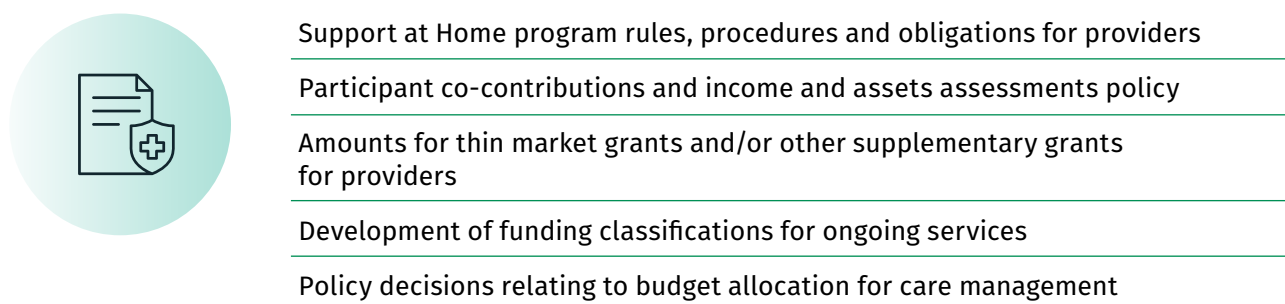 Support at Home program rules, procedures and obligations for providers
Participant co-contributions and income and assets assessments policy
Amounts for thin market grants and/or other supplementary grants
for providers
Development of funding classifications for ongoing services
Policy decisions relating to budget allocation for care management